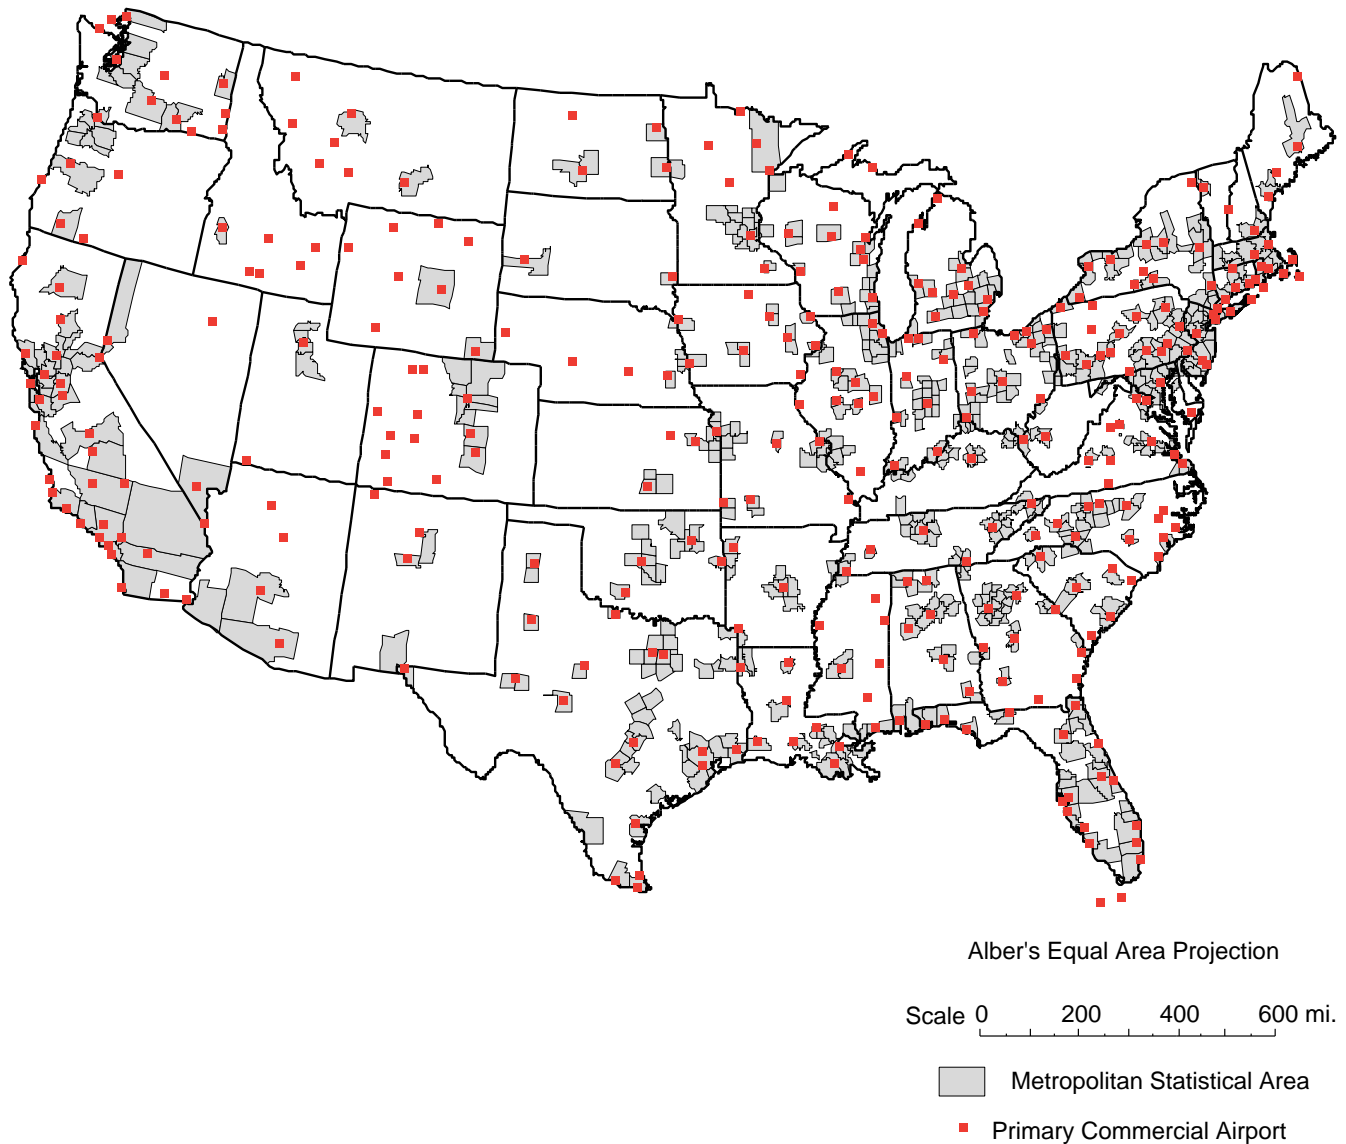 Alber's Equal Area Projection
Scale 0 200 400 600 mi.
Metropolitan Statistical Area
Primary Commercial Airport